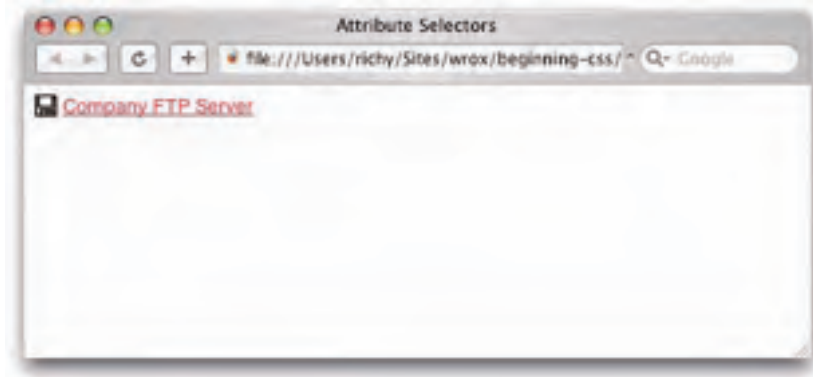 Attribute Selectors
file:///Users/richy/Sites/wrox/beginning-css/
Google
Company FTP Server